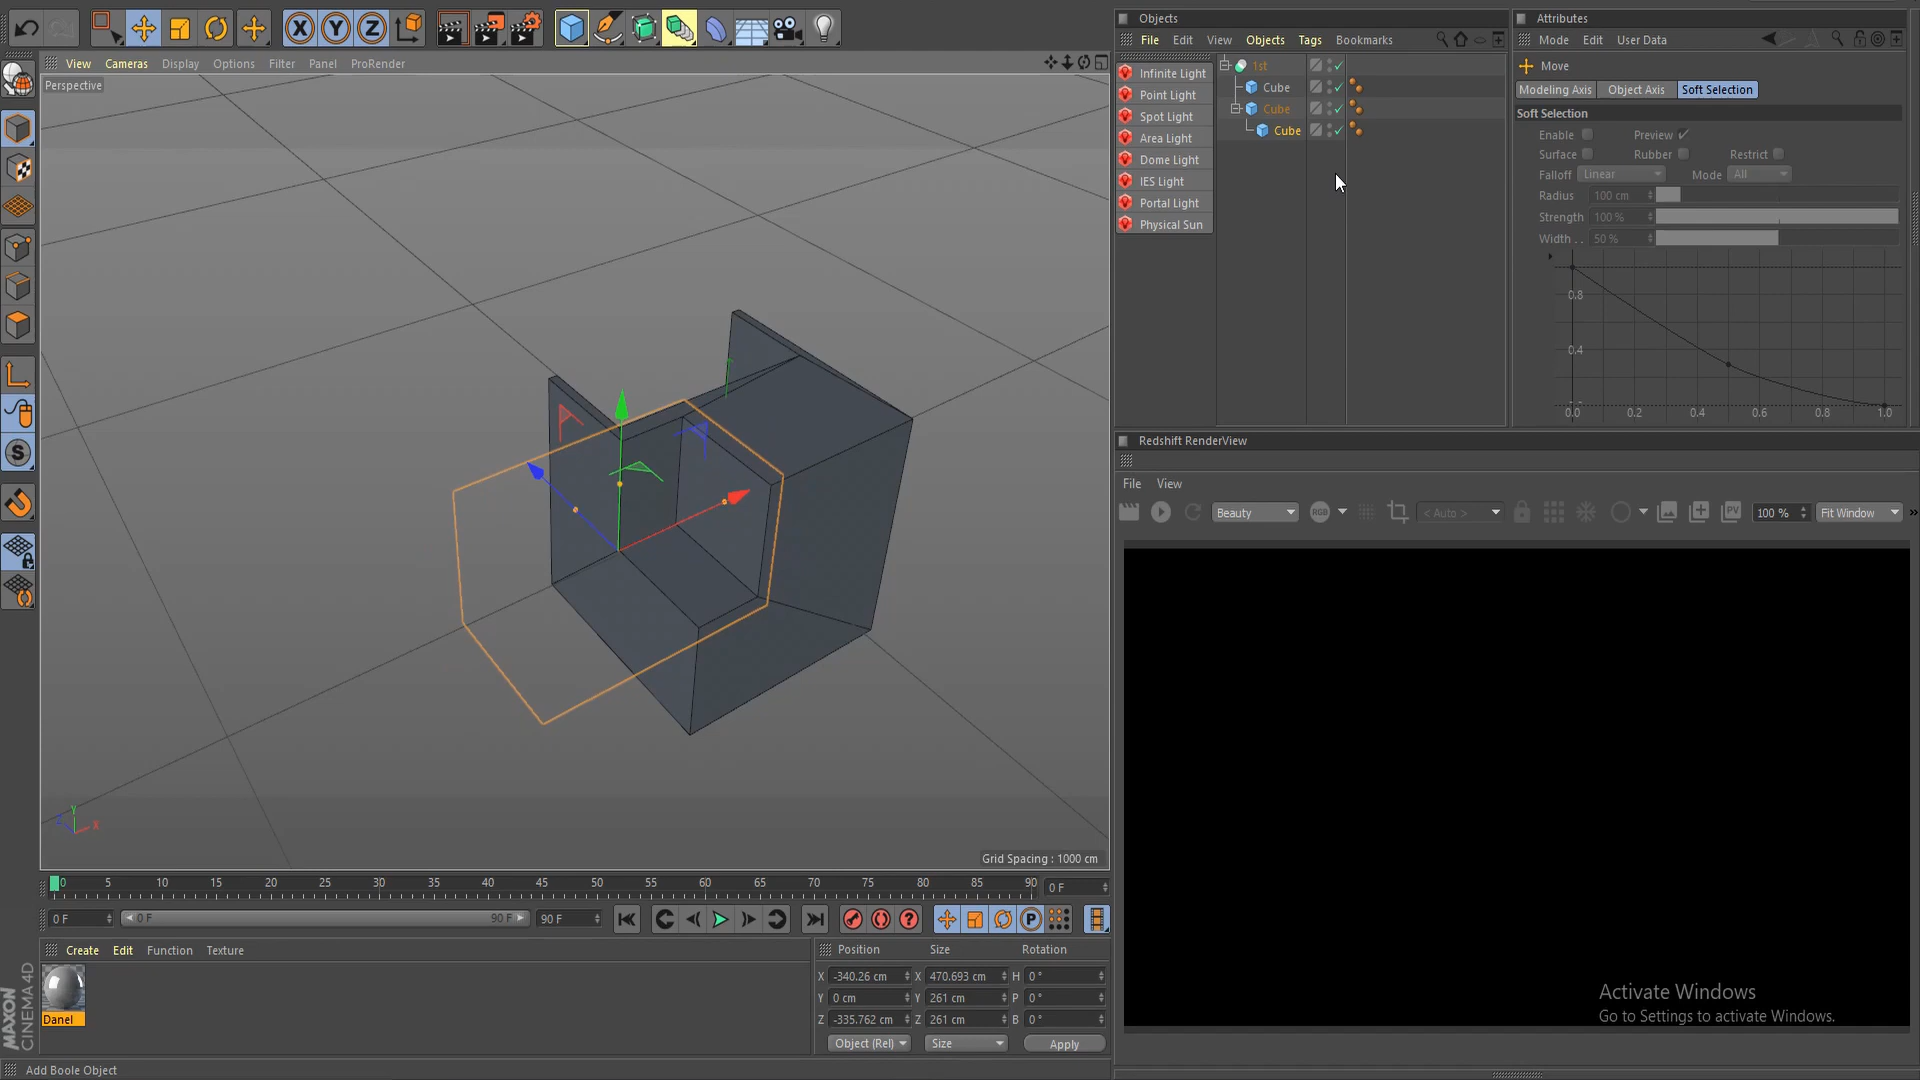 Objects
Attributes
File Edit View Objects Tags Bookmarks
Mode Edit User Data
View Cameras Display Options Filter Panel ProRender
Perspective
Infinite Light
Point Light
Spot Light
Area Light
Dome Light
IES Light
Portal Light
Physical Sun
1st
Cube
Cube
Cube
Move
Modeling Axis Object Axis Soft Selection
Soft Selection
Enable Preview
Surface Rubber Restrict
Falloff Linear Mode All
Radius 100 cm
Strength 100 %
Width . . 50 %
0.8
0.4
0.0 0.2 0.4 0.6 0.8 1.0
Redshift RenderView
File View
Beauty RGB < Auto > 100 % Fit Window »
X Y Z
S
Y
Z X
Grid Spacing : 1000 cm
0 5 10 15 20 25 30 35 40 45 50 55 60 65 70 75 80 85 90 0 F
0 F 0 F 90 F 90 F P
Create Edit Function Texture
Danel
Position Size Rotation
X -340.26 cm X 470.693 cm H 0 °
Y 0 cm Y 261 cm P 0 °
Z -335.762 cm Z 261 cm B 0 °
Object (Rel) Size Apply
MAXON
CINEMA 4D
Activate Windows
Go to Settings to activate Windows.
Add Boole Object